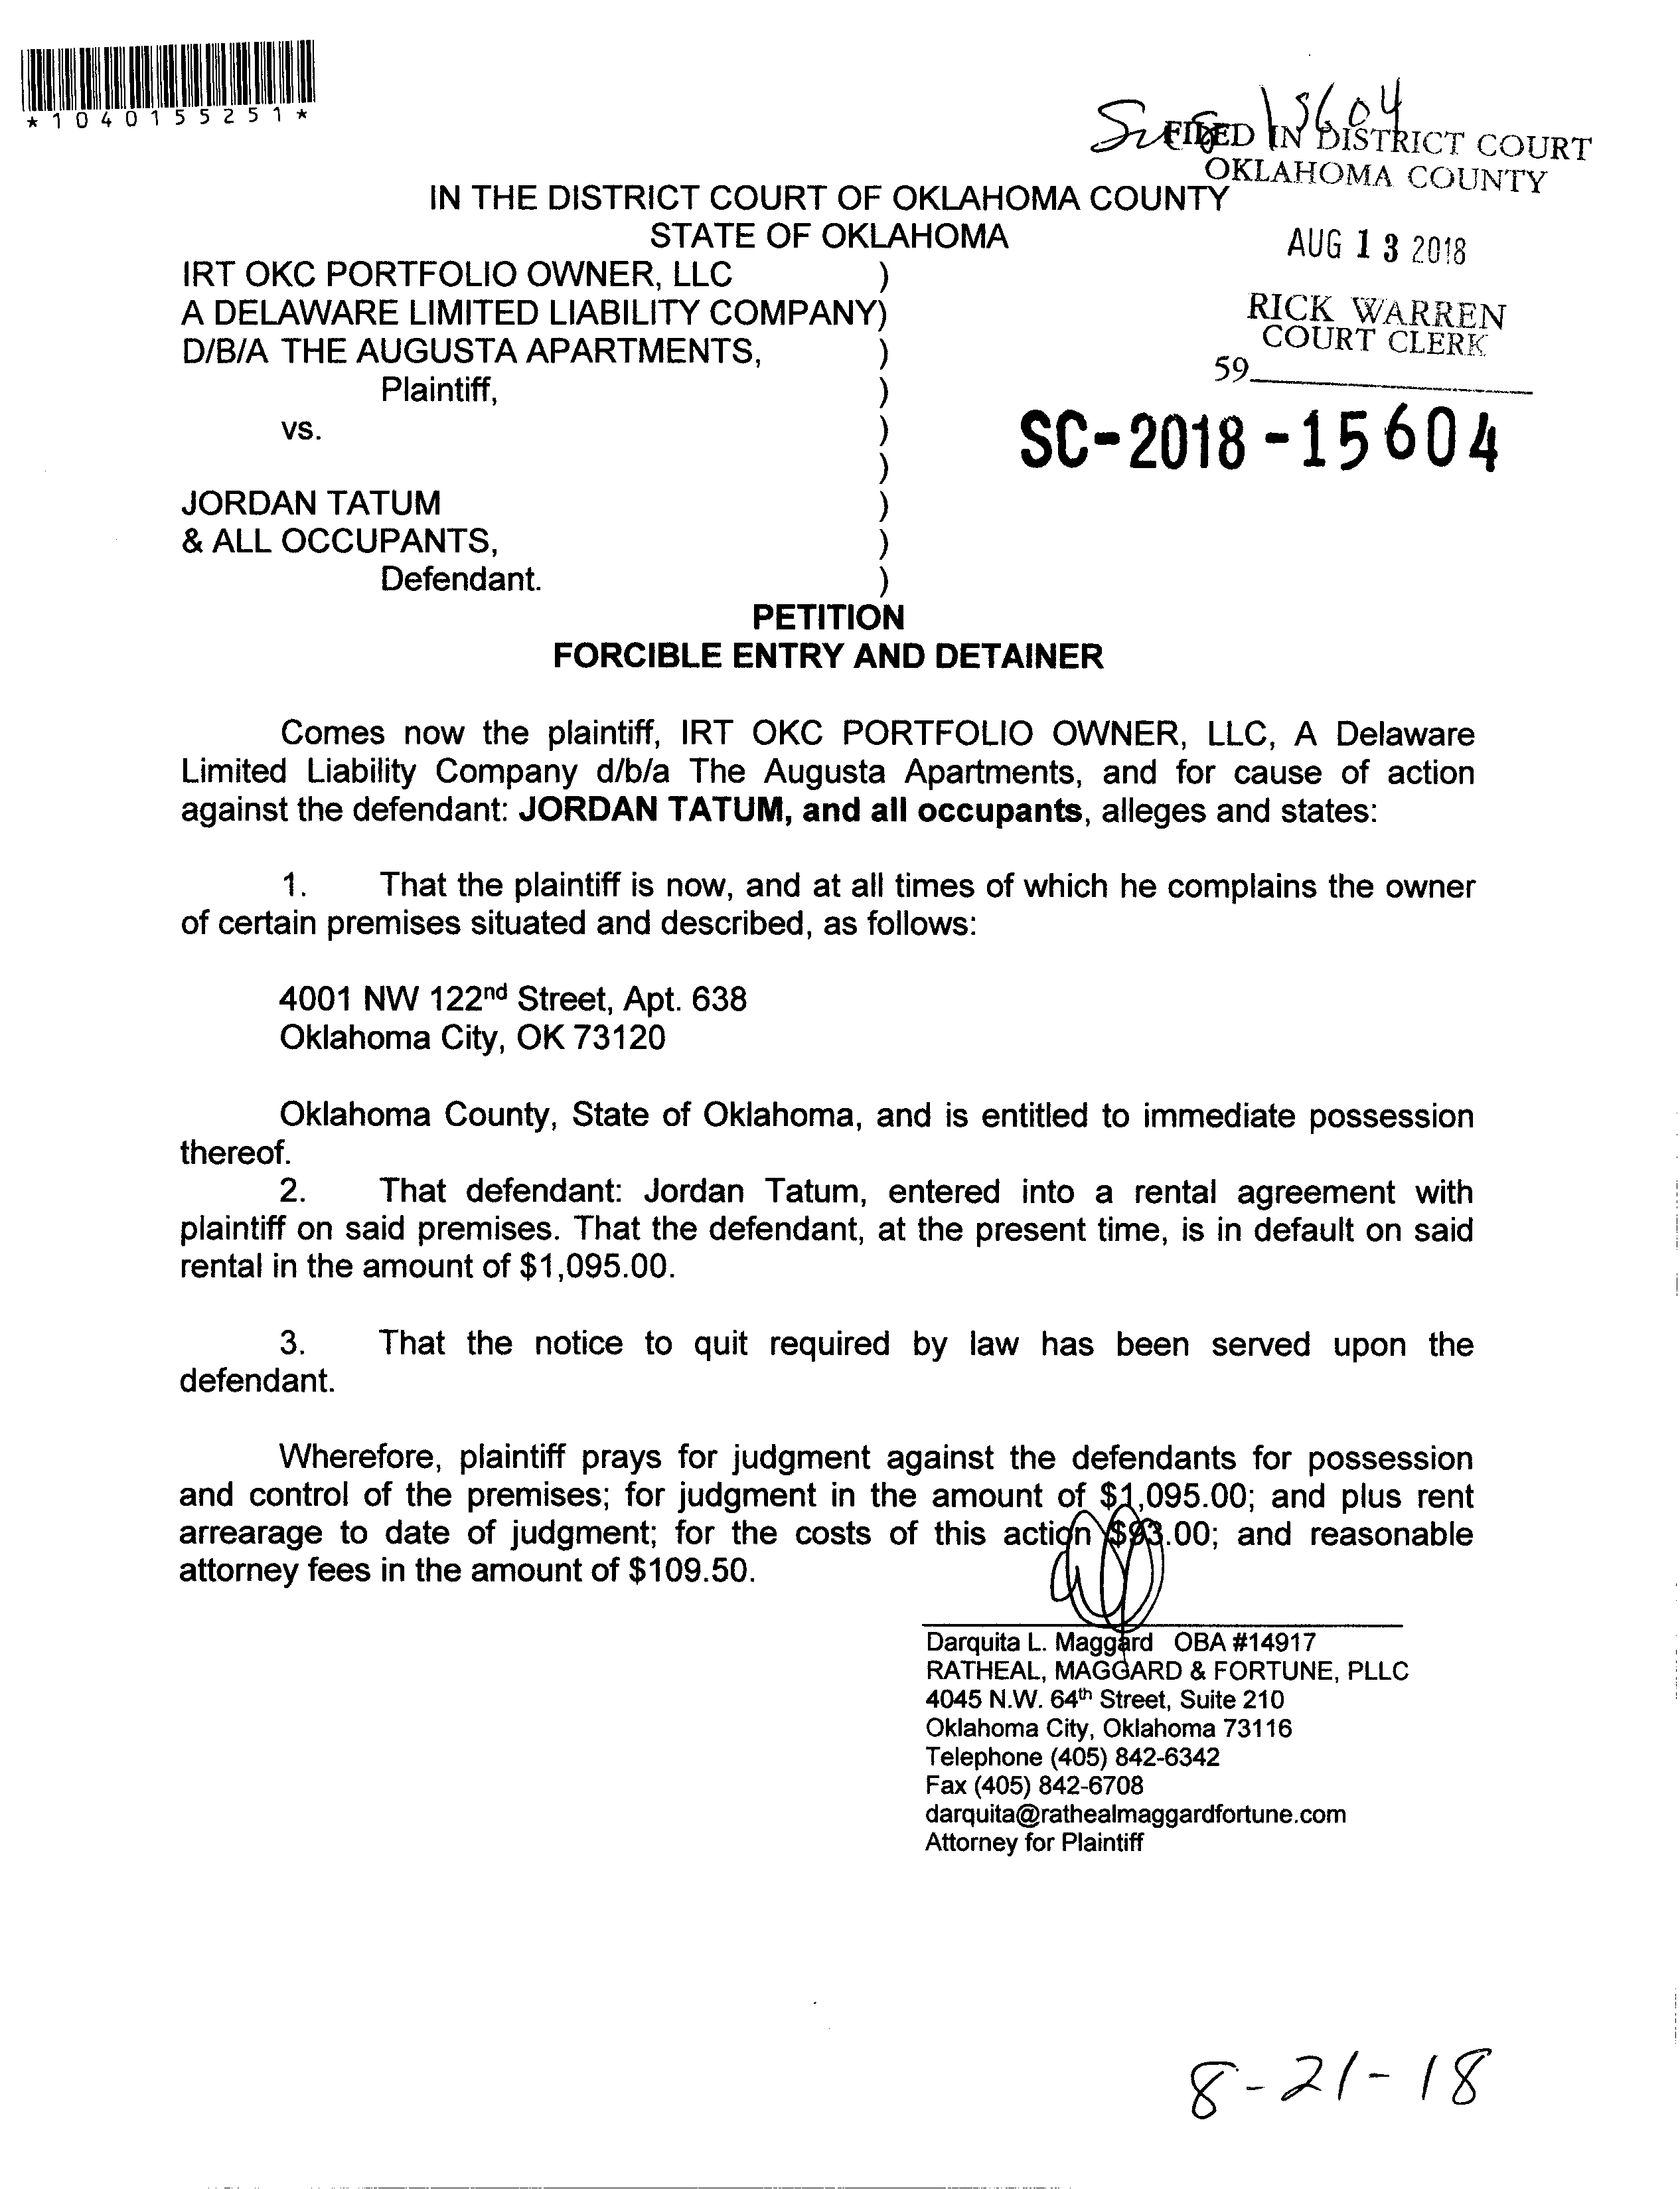 *1040155251*
FILED IN DISTRICT COURT
OKLAHOMA COUNTY
IN THE DISTRICT COURT OF OKLAHOMA COUNTY
STATE OF OKLAHOMA
AUG 13 2018
IRT OKC PORTFOLIO OWNER, LLC )
A DELAWARE LIMITED LIABILITY COMPANY)
RICK WARREN
COURT CLERK
D/B/A THE AUGUSTA APARTMENTS, )
59
Plaintiff, )
vs. )
SC-2018-15604
)
JORDAN TATUM )
& ALL OCCUPANTS, )
Defendant. )
PETITION
FORCIBLE ENTRY AND DETAINER
Comes now the plaintiff, IRT OKC PORTFOLIO OWNER, LLC, A Delaware
Limited Liability Company d/b/a The Augusta Apartments, and for cause of action
against the defendant: JORDAN TATUM, and all occupants, alleges and states:
1. That the plaintiff is now, and at all times of which he complains the owner
of certain premises situated and described, as follows:
4001 NW 122nd Street, Apt. 638
Oklahoma City, OK 73120
Oklahoma County, State of Oklahoma, and is entitled to immediate possession
thereof.
2. That defendant: Jordan Tatum, entered into a rental agreement with
plaintiff on said premises. That the defendant, at the present time, is in default on said
rental in the amount of $1,095.00.
3. That the notice to quit required by law has been served upon the
defendant.
Wherefore, plaintiff prays for judgment against the defendants for possession
and control of the premises; for judgment in the amount of $1,095.00; and plus rent
arrearage to date of judgment; for the costs of this action $93.00; and reasonable
attorney fees in the amount of $109.50.
Darquita L. Maggard OBA #14917
RATHEAL, MAGGARD & FORTUNE, PLLC
4045 N.W. 64th Street, Suite 210
Oklahoma City, Oklahoma 73116
Telephone (405) 842-6342
Fax (405) 842-6708
darquita@rathealmaggardfortune.com
Attorney for Plaintiff
8-21-18